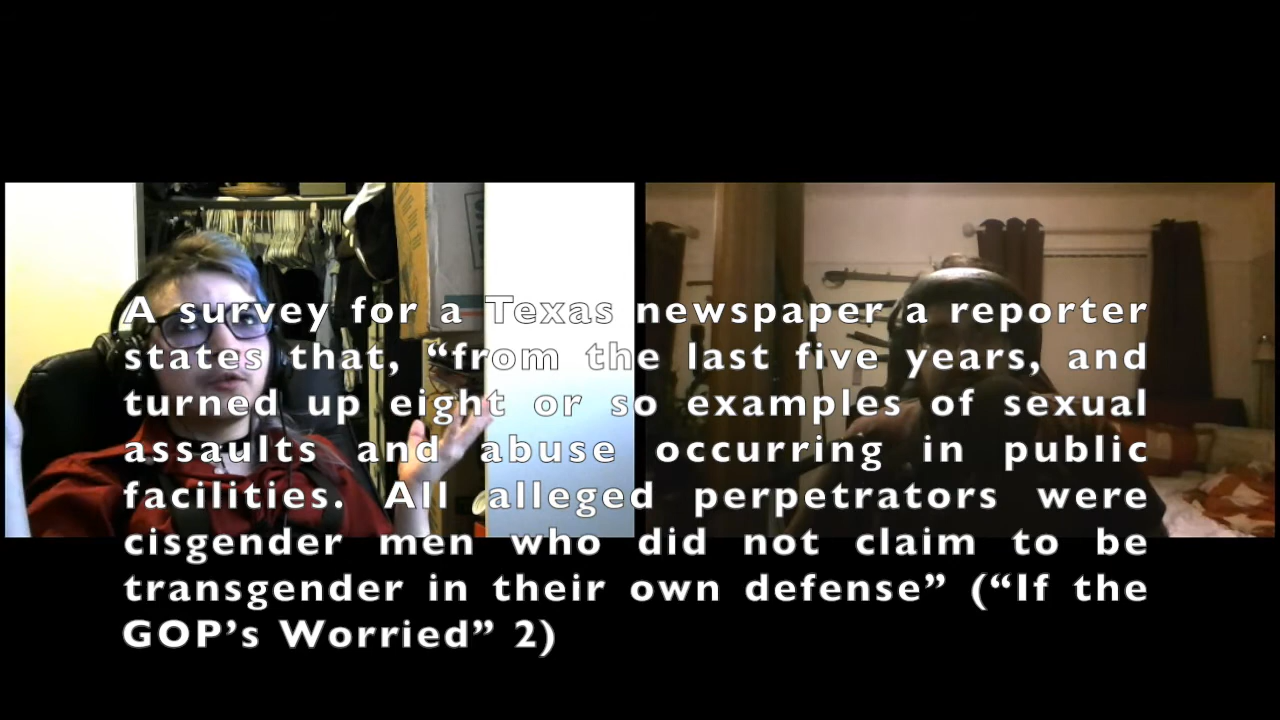 A survey for a Texas newspaper a reporter
states that, “from the last five years, and
turned up eight or so examples of sexual
assaults and abuse occurring in public
facilities. All alleged perpetrators were
cisgender men who did not claim to be
transgender in their own defense” (“If the
GOP’s Worried” 2)